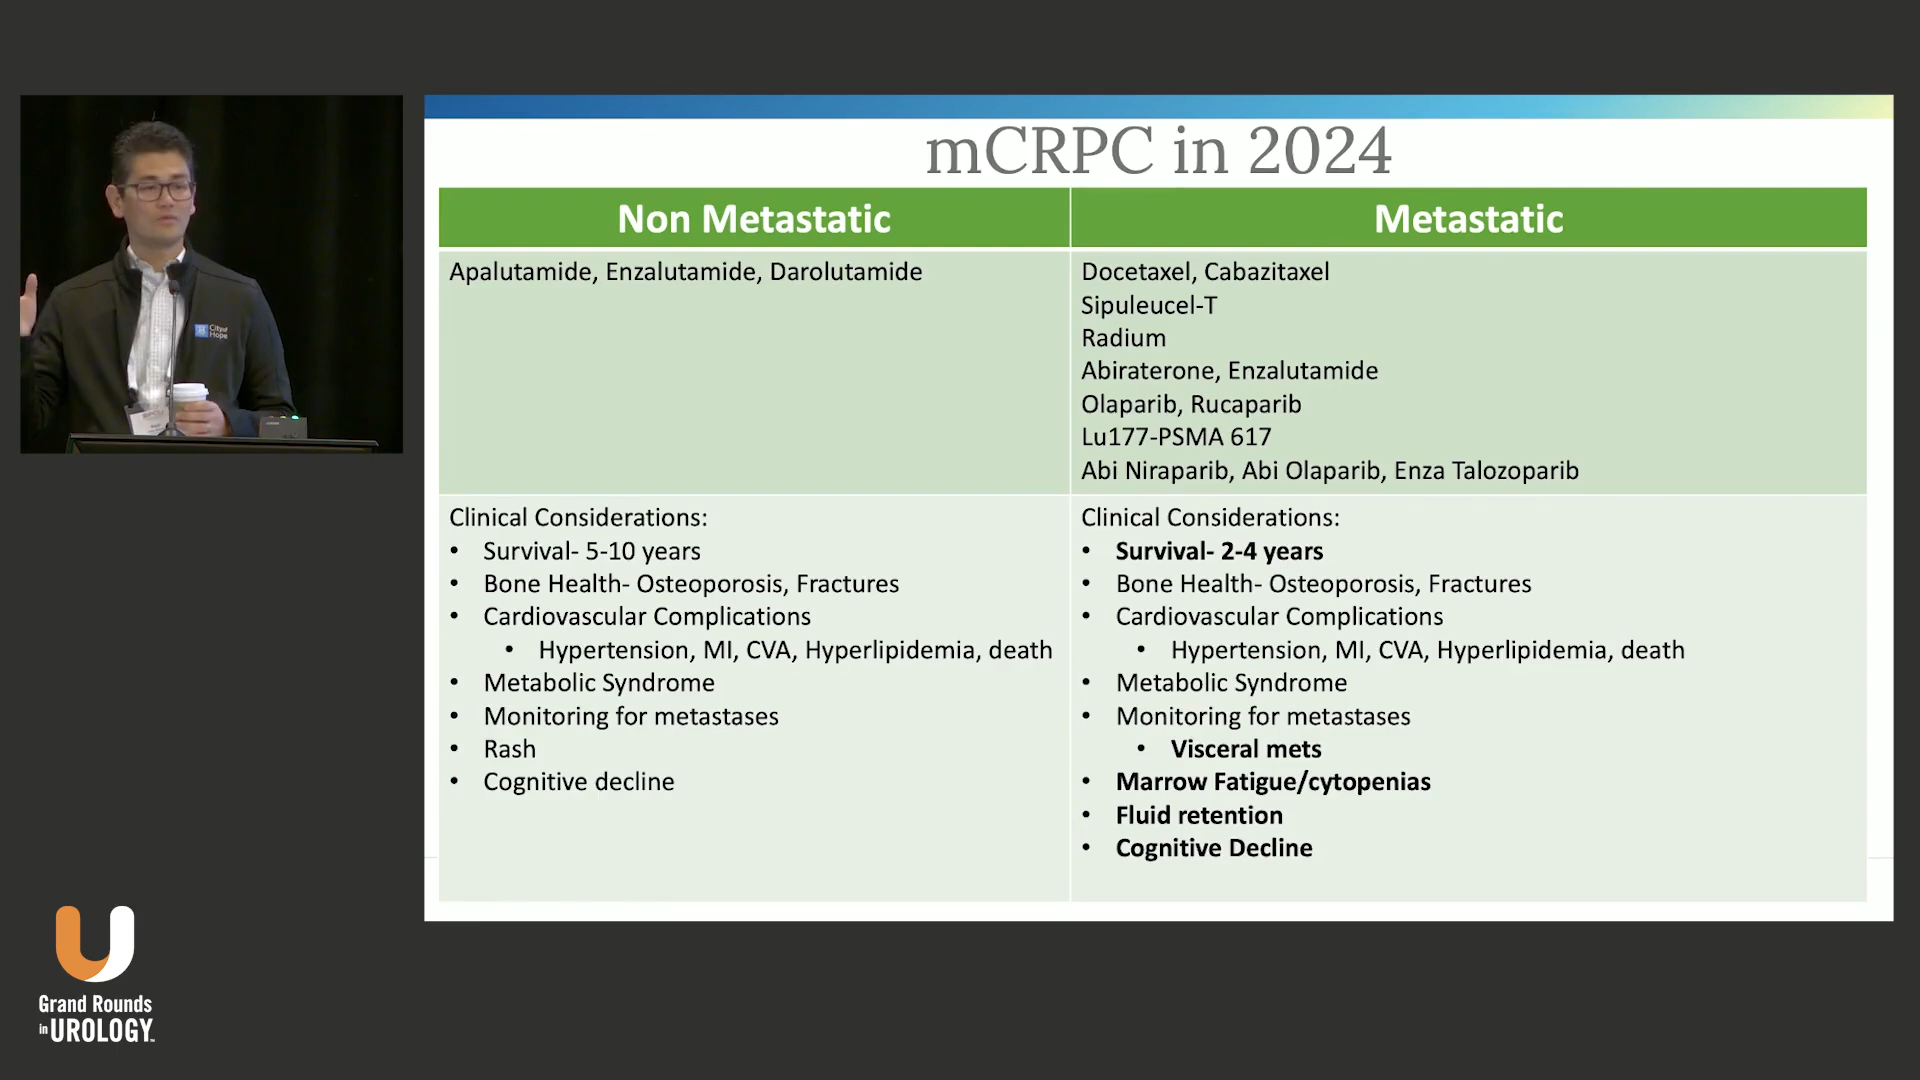 mCRPC in 2024
Non Metastatic
Metastatic
Apalutamide, Enzalutamide, Darolutamide
Docetaxel, Cabazitaxel
Sipuleucel-T
Radium
Abiraterone, Enzalutamide
Olaparib, Rucaparib
Lu177-PSMA 617
Abi Niraparib, Abi Olaparib, Enza Talozoparib
Clinical Considerations:
• Survival- 5-10 years
• Bone Health- Osteoporosis, Fractures
• Cardiovascular Complications
• Hypertension, MI, CVA, Hyperlipidemia, death
• Metabolic Syndrome
• Monitoring for metastases
• Rash
• Cognitive decline
Clinical Considerations:
• Survival- 2-4 years
• Bone Health- Osteoporosis, Fractures
• Cardiovascular Complications
• Hypertension, MI, CVA, Hyperlipidemia, death
• Metabolic Syndrome
• Monitoring for metastases
• Visceral mets
• Marrow Fatigue/cytopenias
• Fluid retention
• Cognitive Decline
City of
Hope
Grand Rounds
in UROLOGY™